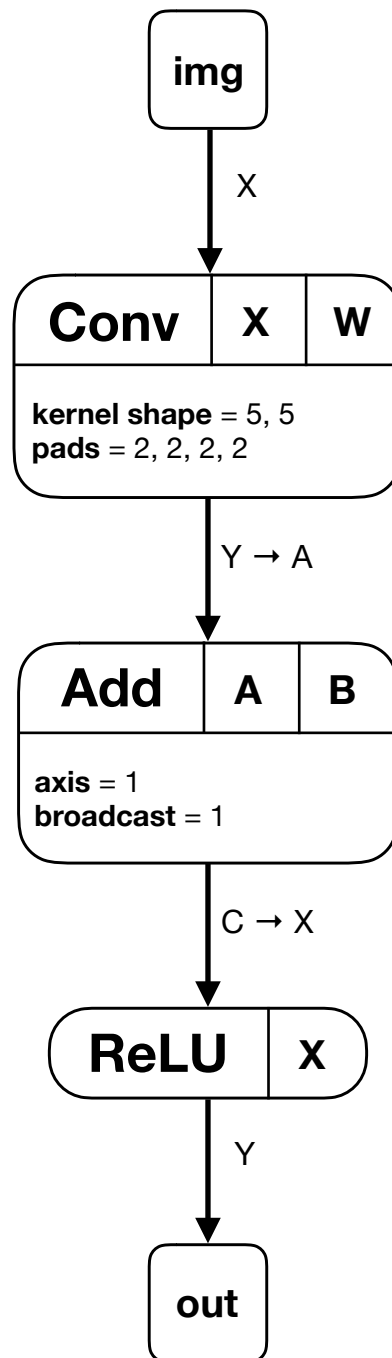 img
X
Conv X W
kernel shape = 5, 5
pads = 2, 2, 2, 2
Y → A
Add A B
axis = 1
broadcast = 1
C → X
ReLU X
Y
out